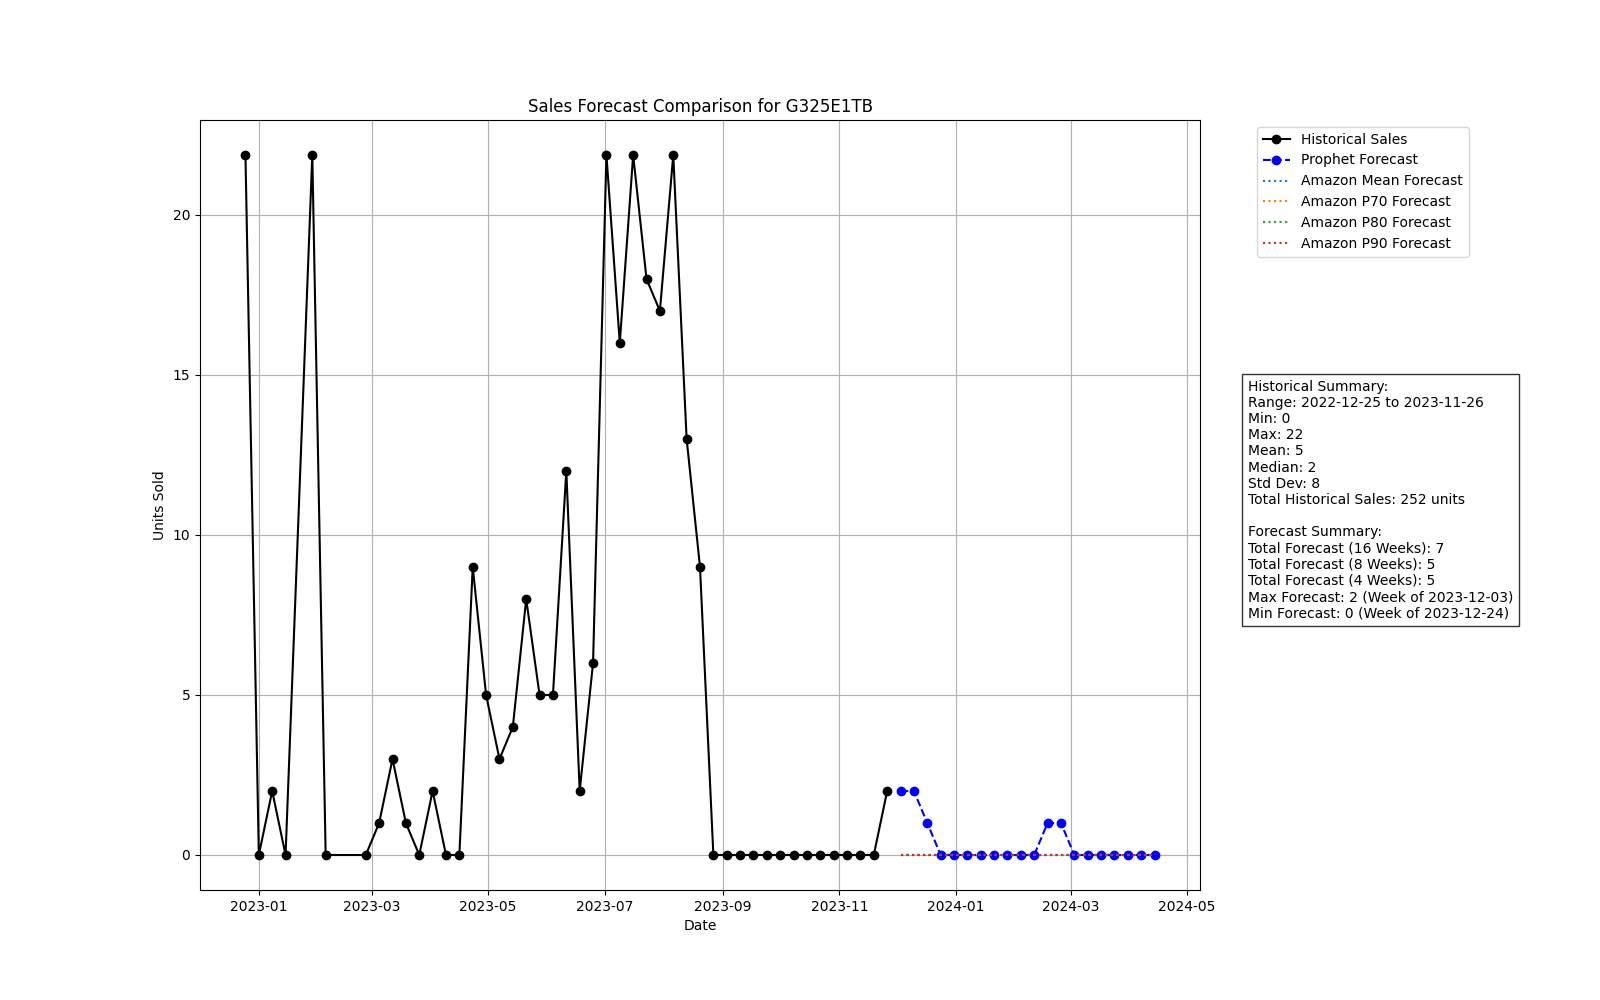 Sales Forecast Comparison for G325E1TB
Historical Sales
Prophet Forecast
Amazon Mean Forecast
Amazon P70 Forecast
Amazon P80 Forecast
Amazon P90 Forecast
20
15
10
5
0
Units Sold
2023-01
2023-03
2023-05
2023-07
2023-09
2023-11
2024-01
2024-03
2024-05
Date
Historical Summary:
Range: 2022-12-25 to 2023-11-26
Min: 0
Max: 22
Mean: 5
Median: 2
Std Dev: 8
Total Historical Sales: 252 units
Forecast Summary:
Total Forecast (16 Weeks): 7
Total Forecast (8 Weeks): 5
Total Forecast (4 Weeks): 5
Max Forecast: 2 (Week of 2023-12-03)
Min Forecast: 0 (Week of 2023-12-24)